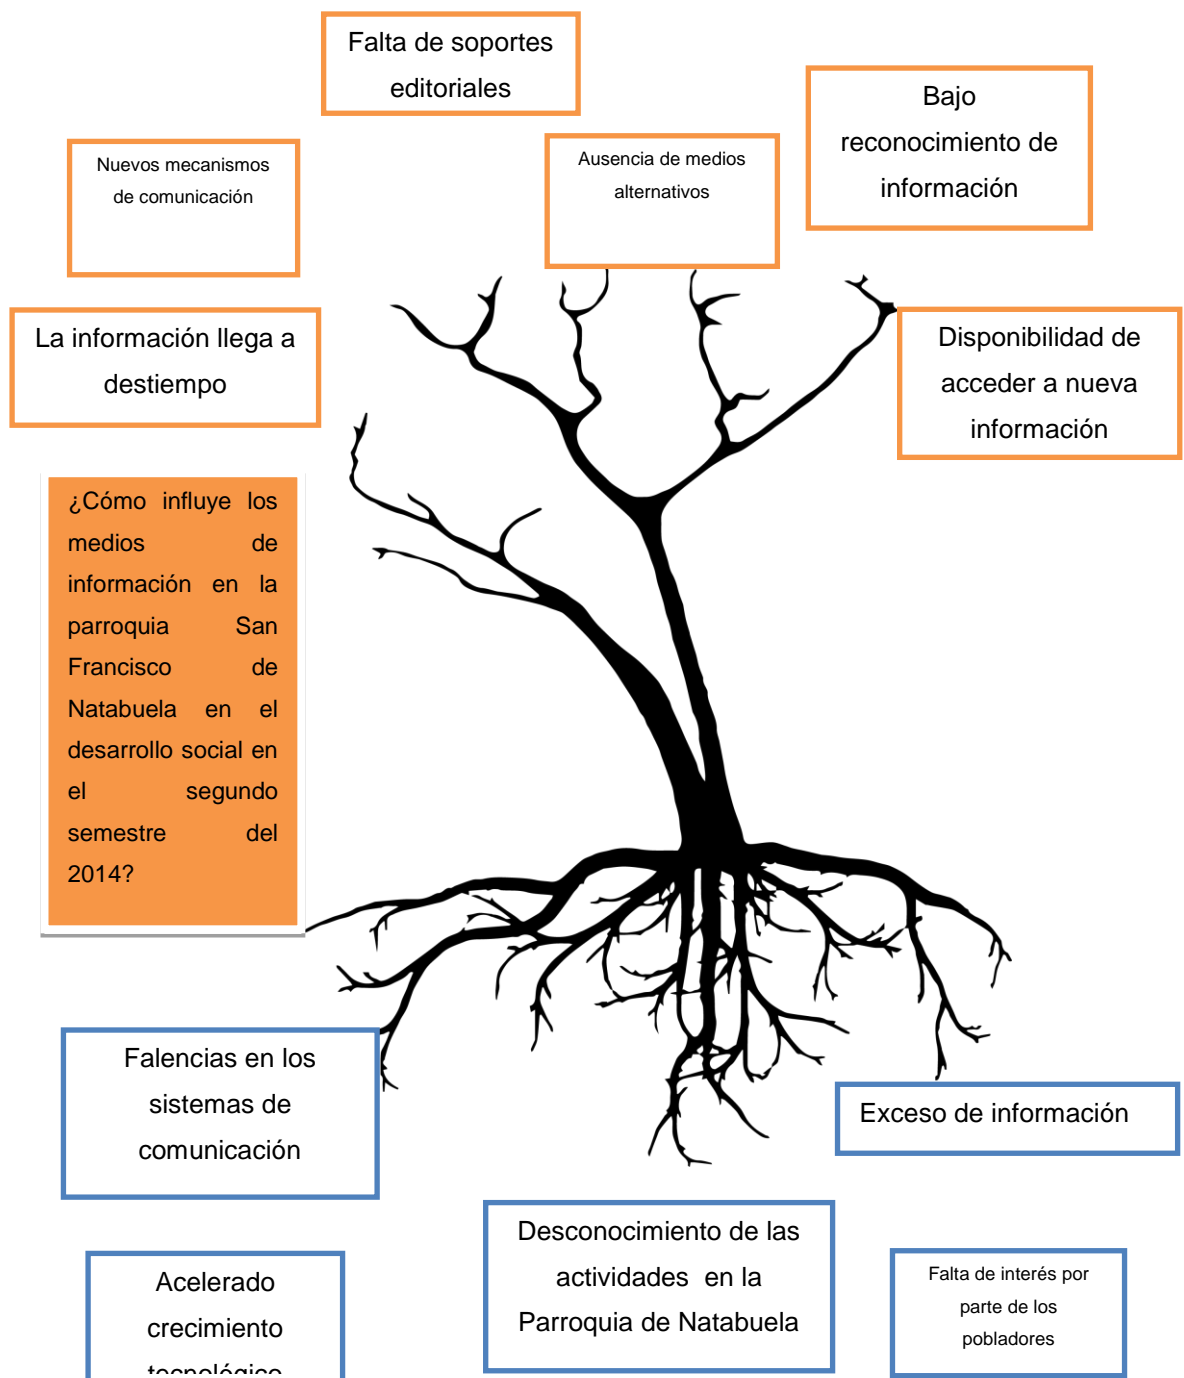 Falta de soportes
editoriales
Bajo
reconocimiento de
información
Nuevos mecanismos
de comunicación
Ausencia de medios
alternativos
La información llega a
destiempo
Disponibilidad de
acceder a nueva
información
¿Cómo influye los
medios de
información en la
parroquia San
Francisco de
Natabuela en el
desarrollo social en
el segundo
semestre del
2014?
Falencias en los
sistemas de
comunicación
Exceso de información
Desconocimiento de las
actividades en la
Parroquia de Natabuela
Acelerado
crecimiento
tecnológico
Falta de interés por
parte de los
pobladores